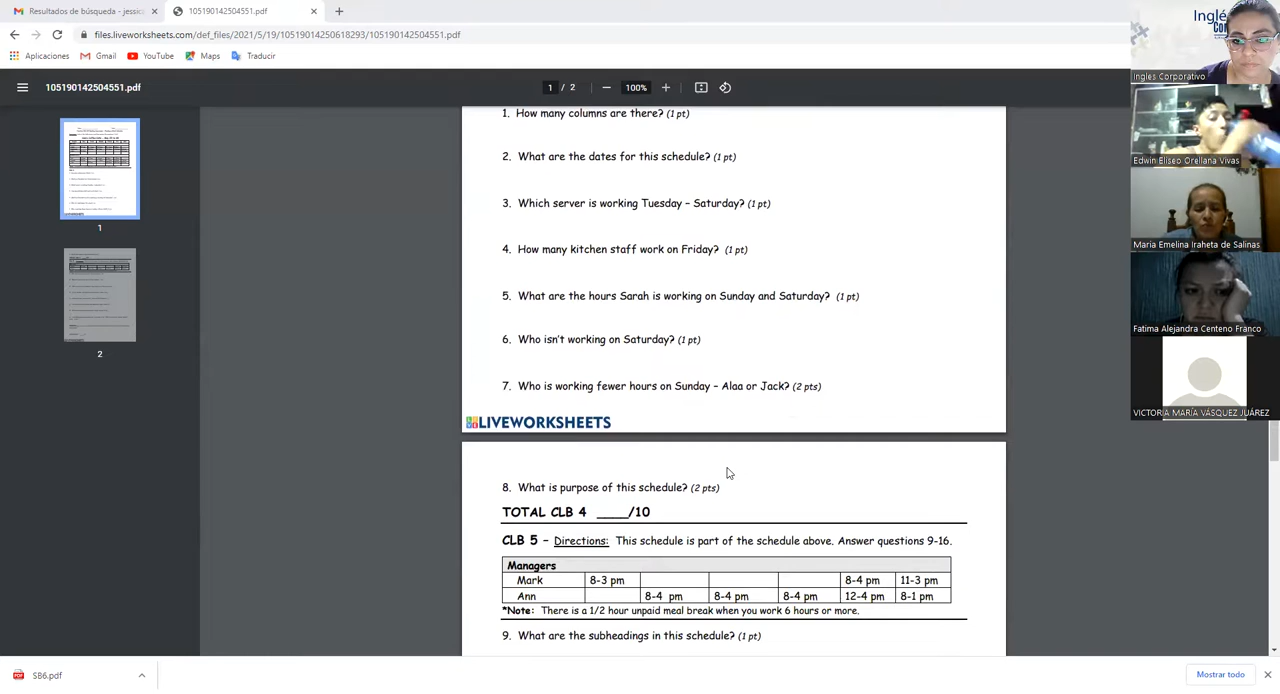 Resultados de búsqueda - jessica
105190142504551.pdf
files.liveworksheets.com/def_files/2021/5/19/10519014250618293/105190142504551.pdf
Aplicaciones
Gmail
YouTube
Maps
Traducir
105190142504551.pdf
1 / 2
100%
1
2
1. How many columns are there? (1 pt)
2. What are the dates for this schedule? (1 pt)
3. Which server is working Tuesday – Saturday? (1 pt)
4. How many kitchen staff work on Friday? (1 pt)
5. What are the hours Sarah is working on Sunday and Saturday? (1 pt)
6. Who isn't working on Saturday? (1 pt)
7. Who is working fewer hours on Sunday – Alaa or Jack? (2 pts)
LIVEWORKSHEETS
8. What is purpose of this schedule? (2 pts)
TOTAL CLB 4 ____/10
CLB 5 – Directions: This schedule is part of the schedule above. Answer questions 9-16.
Managers
Mark 8-3 pm 8-4 pm 11-3 pm
Ann 8-4 pm 8-4 pm 8-4 pm 12-4 pm 8-1 pm
*Note: There is a 1/2 hour unpaid meal break when you work 6 hours or more.
9. What are the subheadings in this schedule? (1 pt)
Inglé
Ingles Corporativo
Edwin Eliseo Orellana Vivas
Maria Emelina Iraheta de Salinas
Fatima Alejandra Centeno Franco
VICTORIA MARÍA VÁSQUEZ JUÁREZ
SB6.pdf
Mostrar todo